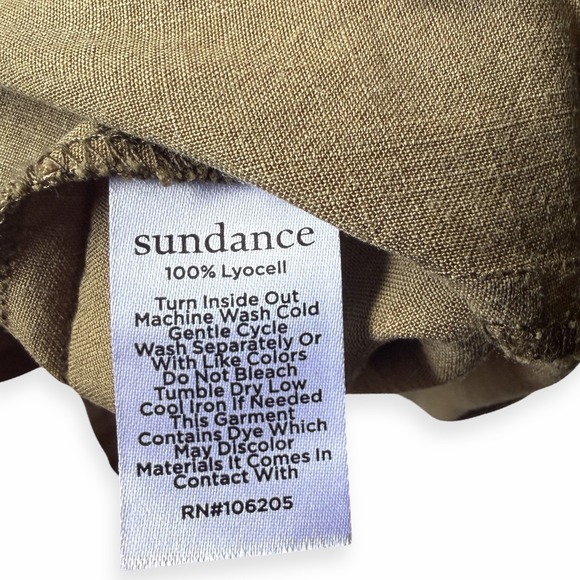 sundance
100% Lyocell
Turn Inside Out
Machine Wash Cold
Gentle Cycle
Wash Separately Or
With Like Colors
Do Not Bleach
Tumble Dry Low
Cool Iron If Needed
This Garment
Contains Dye Which
May Discolor
Materials It Comes In
Contact With
RN#106205